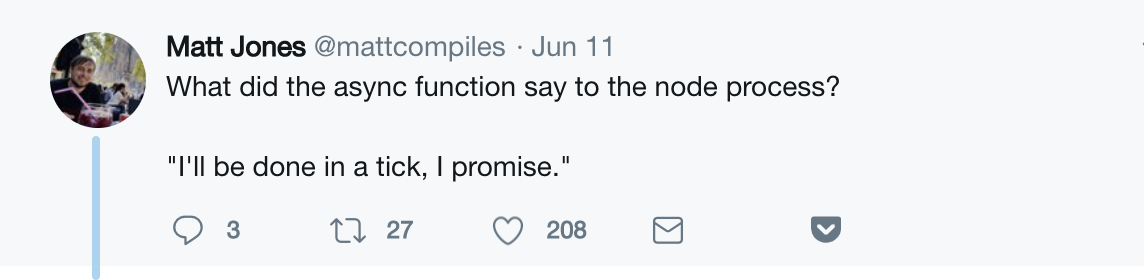 Matt Jones @mattcompiles · Jun 11
What did the async function say to the node process?
"I'll be done in a tick, I promise."
3 27 208